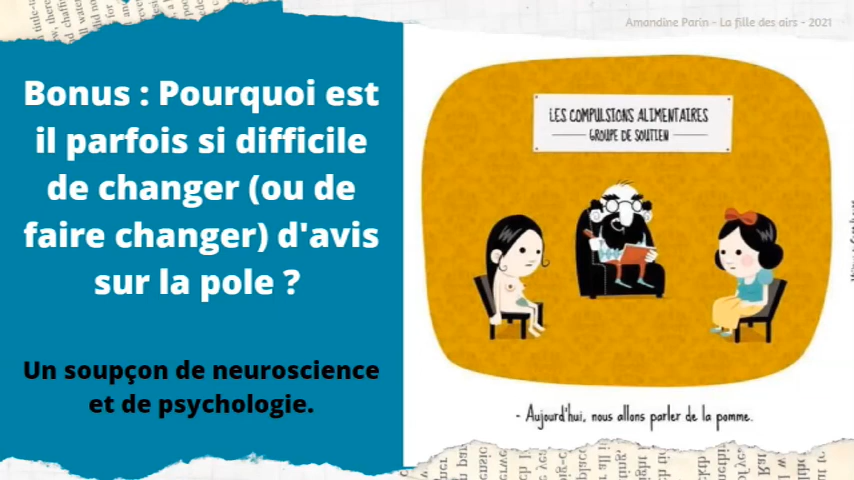 Amandine Parin - La fille des airs - 2021
Bonus : Pourquoi est
il parfois si difficile
de changer (ou de
faire changer) d'avis
sur la pole ?
Un soupçon de neuroscience
et de psychologie.
LES COMPULSIONS ALIMENTAIRES
GROUPE DE SOUTIEN
- Aujourd'hui, nous allons parler de la pomme.